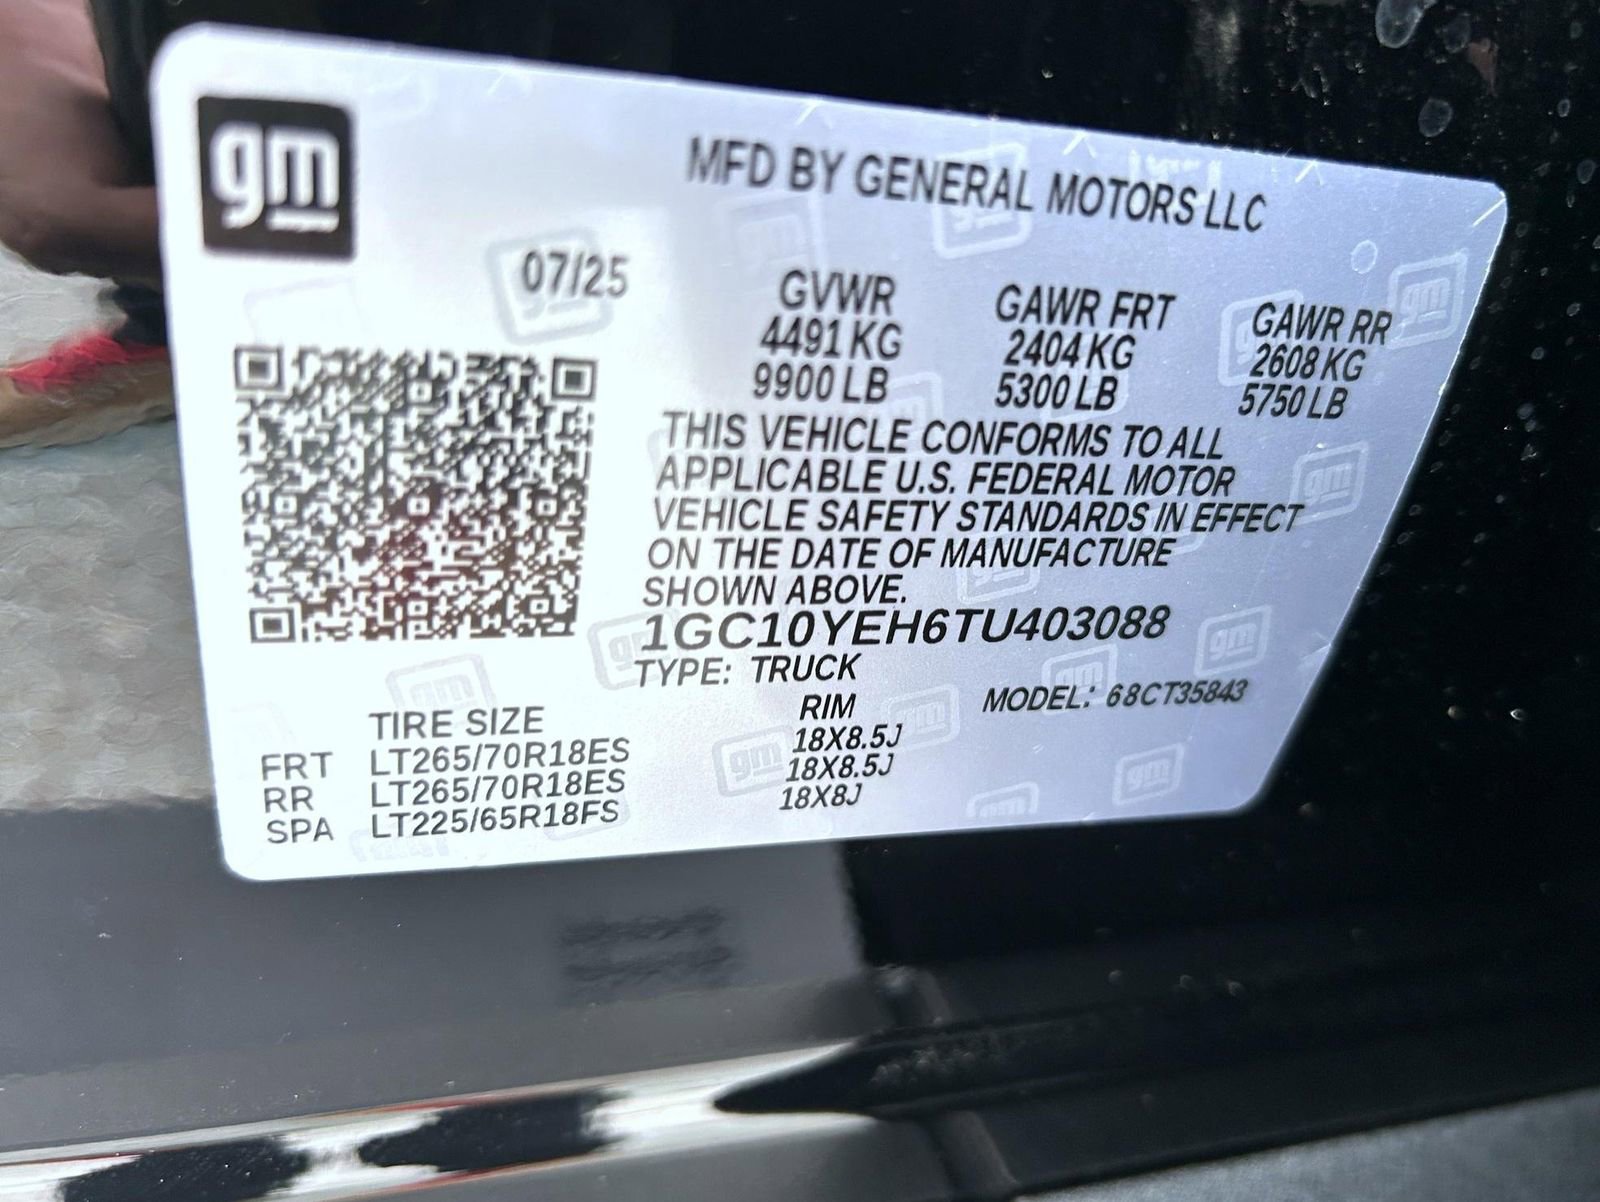 gm
MFD BY GENERAL MOTORS LLC
07/25
GVWR GAWR FRT GAWR RR
4491 KG 2404 KG 2608 KG
9900 LB 5300 LB 5750 LB
THIS VEHICLE CONFORMS TO ALL
APPLICABLE U.S. FEDERAL MOTOR
VEHICLE SAFETY STANDARDS IN EFFECT
ON THE DATE OF MANUFACTURE
SHOWN ABOVE.
1GC10YEH6TU403088
TYPE: TRUCK
MODEL: 68CT35843
TIRE SIZE RIM
FRT LT265/70R18ES 18X8.5J
RR LT265/70R18ES 18X8.5J
SPA LT225/65R18FS 18X8J